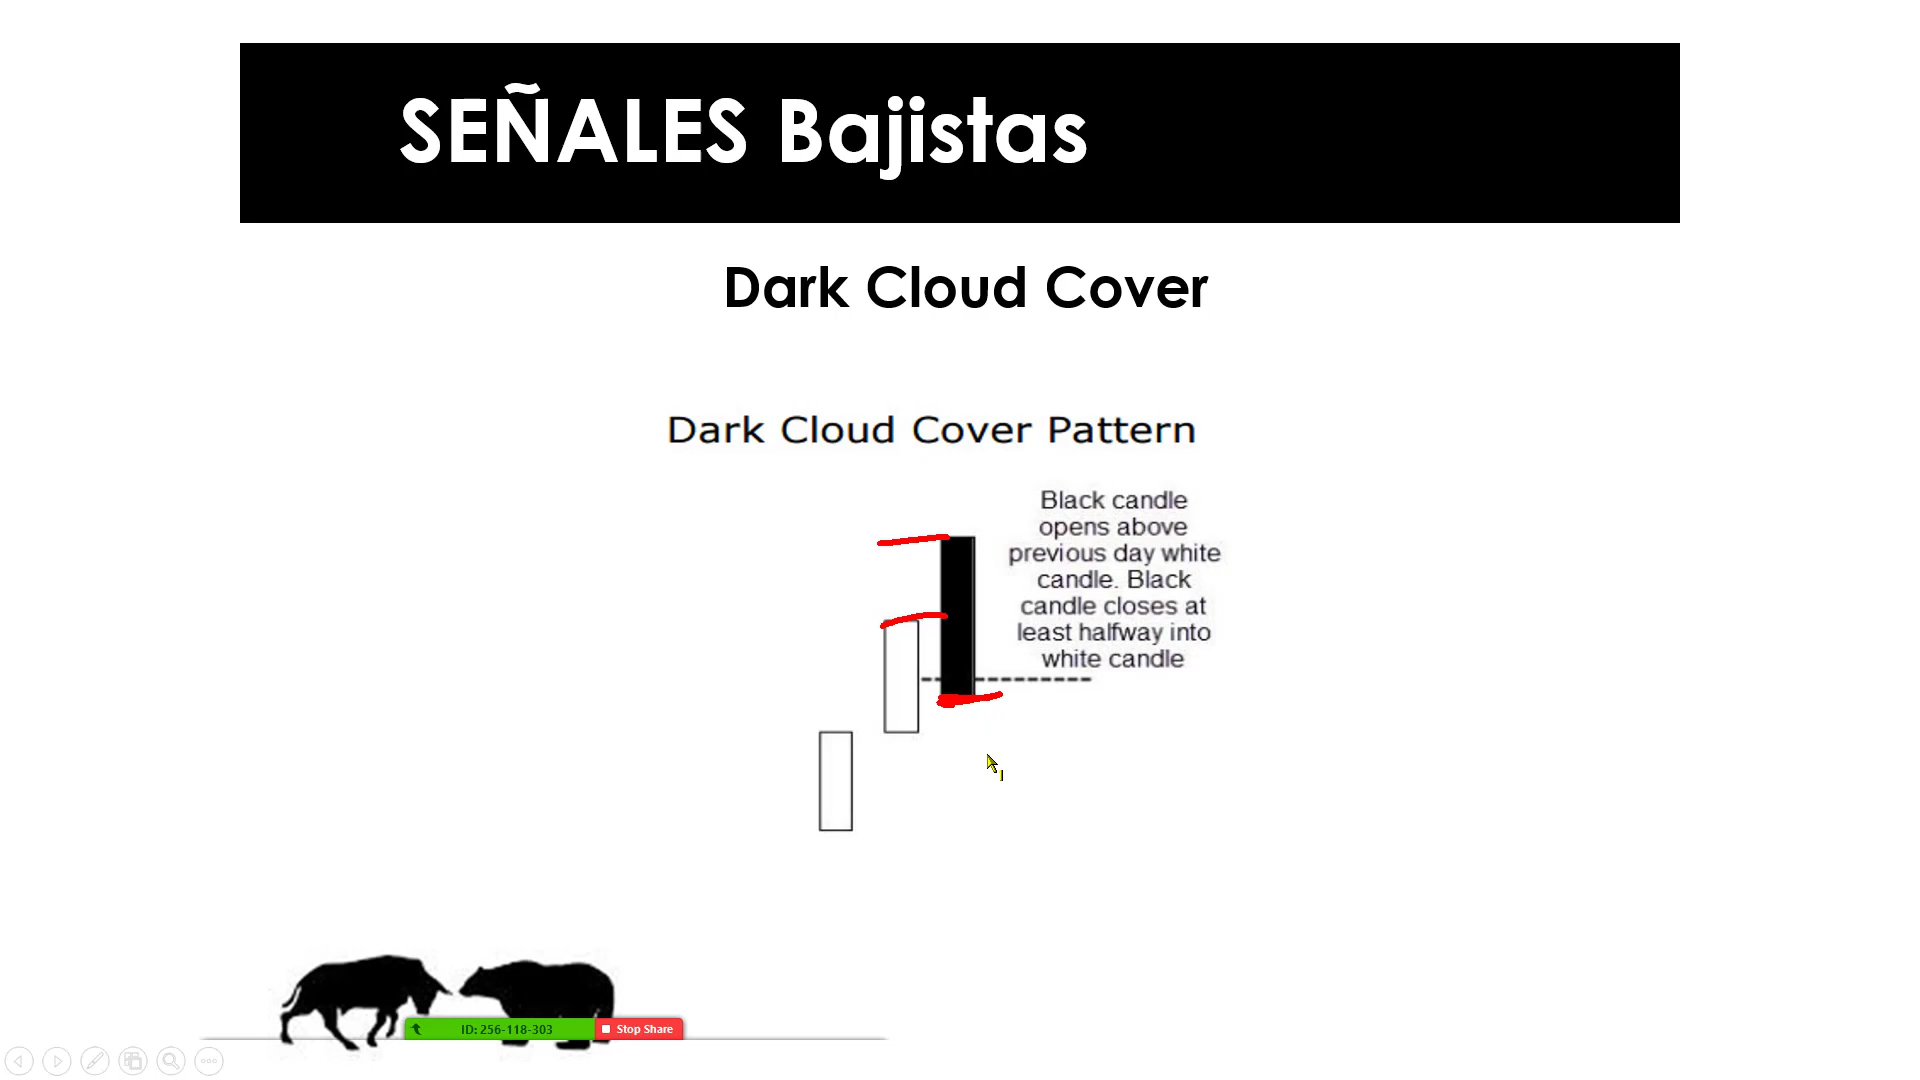 SEÑALES Bajistas
Dark Cloud Cover
Dark Cloud Cover Pattern
Black candle
opens above
previous day white
candle. Black
candle closes at
least halfway into
white candle
ID: 256-118-303
Stop Share